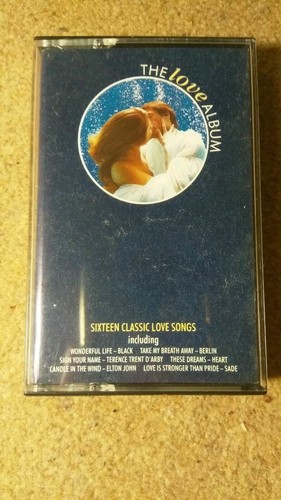 THE love ALBUM
SIXTEEN CLASSIC LOVE SONGS
including
WONDERFUL LIFE – BLACK TAKE MY BREATH AWAY – BERLIN
SIGN YOUR NAME – TERENCE TRENT D'ARBY THESE DREAMS – HEART
CANDLE IN THE WIND – ELTON JOHN LOVE IS STRONGER THAN PRIDE – SADE